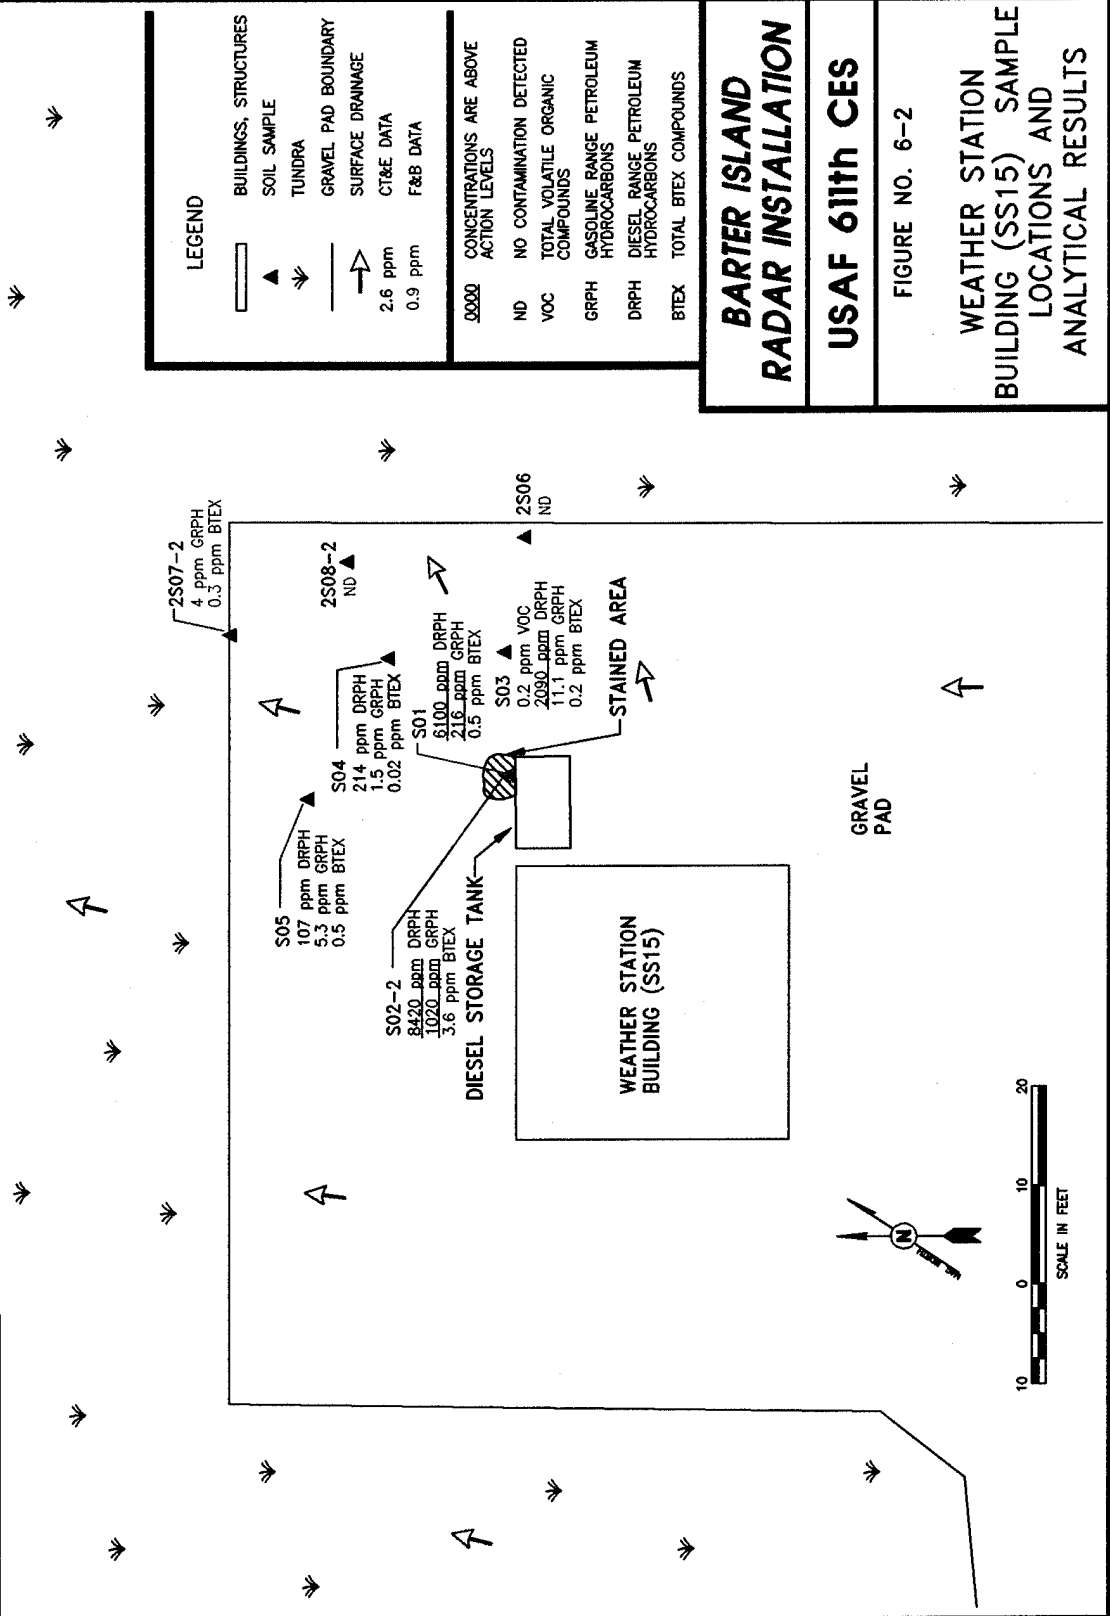 2S07-2
4 ppm GRPH
0.3 ppm BTEX
2S08-2
ND
2S06
ND
S04
214 ppm DRPH
1.5 ppm GRPH
0.02 ppm BTEX
S01
6100 ppm DRPH
216 ppm GRPH
0.5 ppm BTEX
S03
0.2 ppm VOC
2090 ppm DRPH
11.1 ppm GRPH
0.2 ppm BTEX
S05
107 ppm DRPH
5.3 ppm GRPH
0.5 ppm BTEX
S02-2
8420 ppm DRPH
1020 ppm GRPH
3.6 ppm BTEX
STAINED AREA
DIESEL STORAGE TANK
WEATHER STATION
BUILDING (SS15)
GRAVEL
PAD
N
10 0 10 20
SCALE IN FEET
LEGEND
BUILDINGS, STRUCTURES
SOIL SAMPLE
TUNDRA
GRAVEL PAD BOUNDARY
SURFACE DRAINAGE
2.6 ppm CT&E DATA
0.9 ppm F&B DATA
0000 CONCENTRATIONS ARE ABOVE
ACTION LEVELS
ND NO CONTAMINATION DETECTED
VOC TOTAL VOLATILE ORGANIC
COMPOUNDS
GRPH GASOLINE RANGE PETROLEUM
HYDROCARBONS
DRPH DIESEL RANGE PETROLEUM
HYDROCARBONS
BTEX TOTAL BTEX COMPOUNDS
BARTER ISLAND
RADAR INSTALLATION
USAF 611th CES
FIGURE NO. 6-2
WEATHER STATION
BUILDING (SS15) SAMPLE
LOCATIONS AND
ANALYTICAL RESULTS